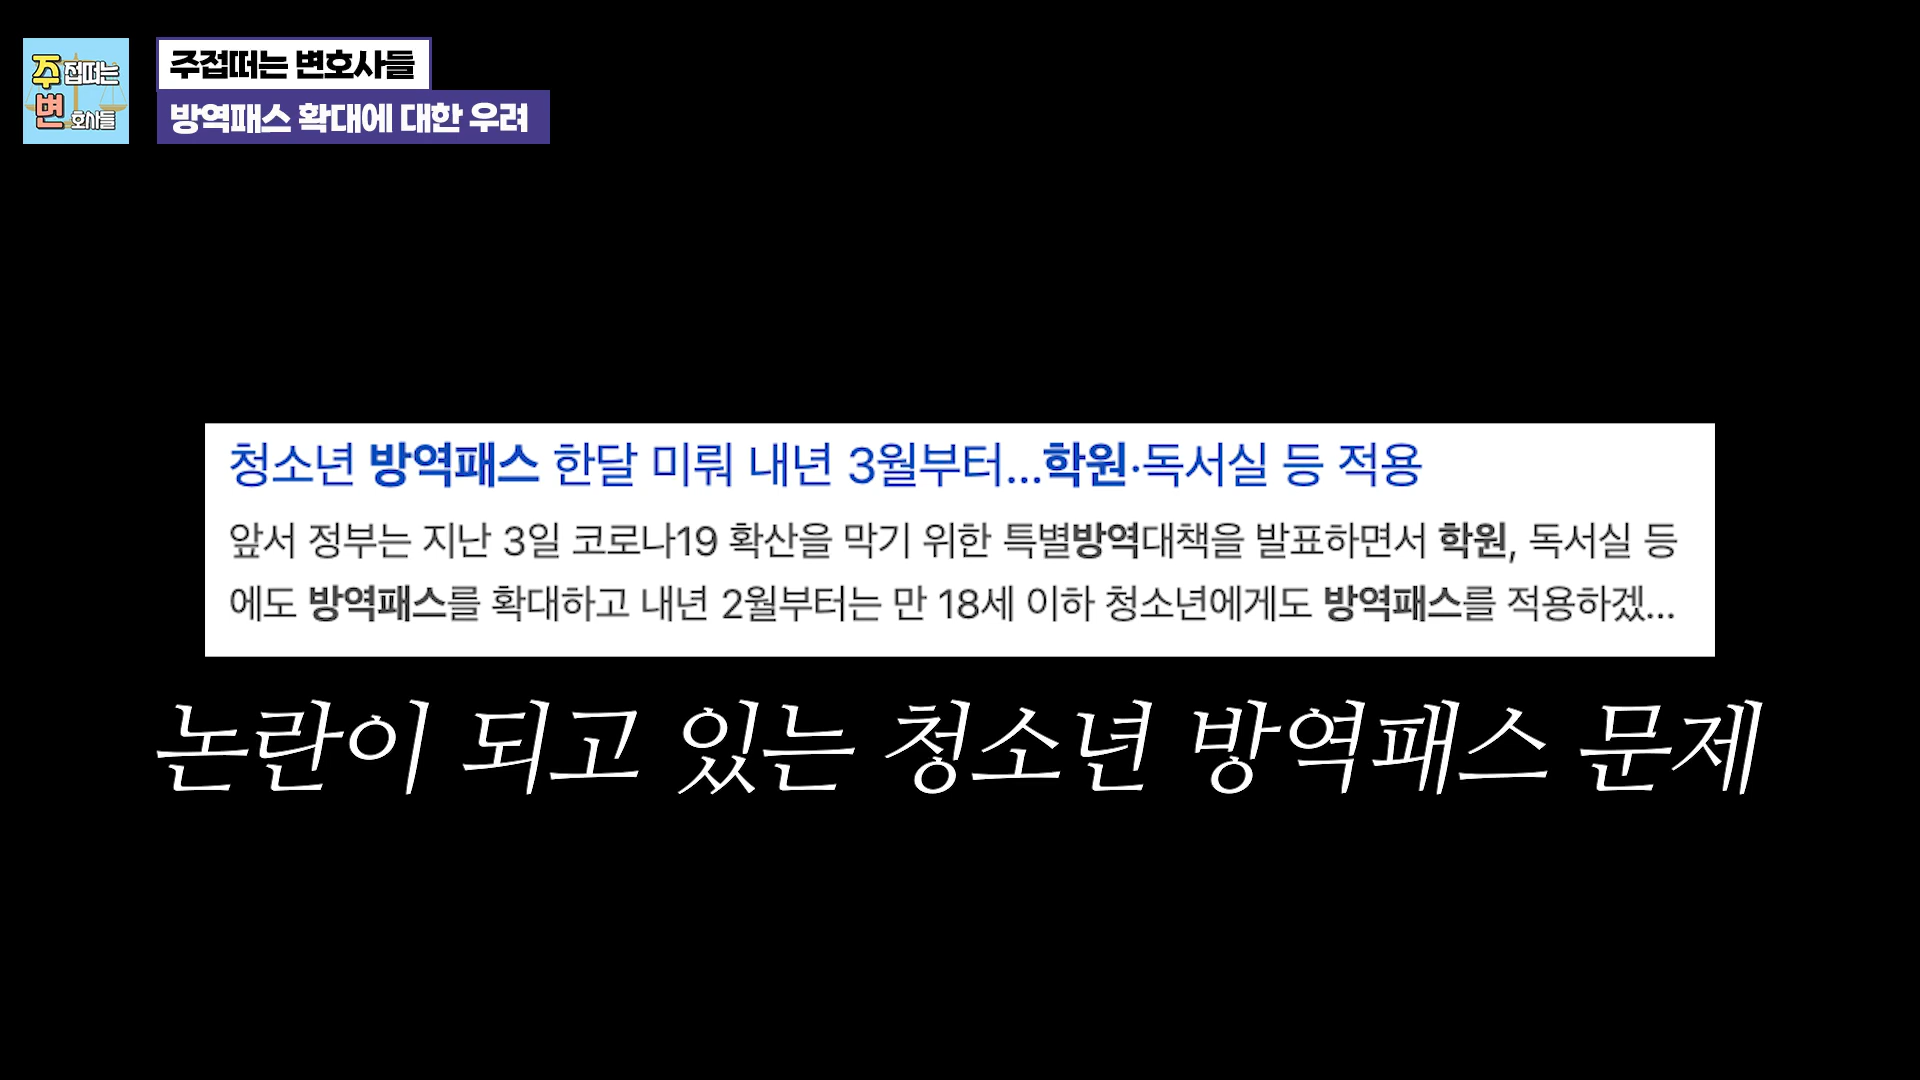 주접떠는
변호사들
주접떠는 변호사들
방역패스 확대에 대한 우려
청소년 방역패스 한달 미뤄 내년 3월부터...학원·독서실 등 적용
앞서 정부는 지난 3일 코로나19 확산을 막기 위한 특별방역대책을 발표하면서 학원, 독서실 등
에도 방역패스를 확대하고 내년 2월부터는 만 18세 이하 청소년에게도 방역패스를 적용하겠...
논란이 되고 있는 청소년 방역패스 문제